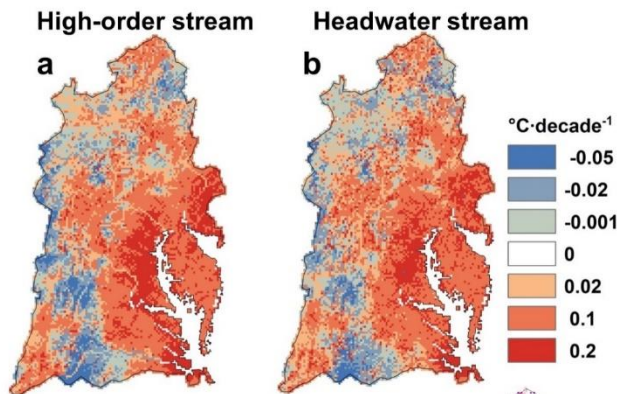 High-order stream
Headwater stream
a
b
°C·decade⁻¹
-0.05
-0.02
-0.001
0
0.02
0.1
0.2